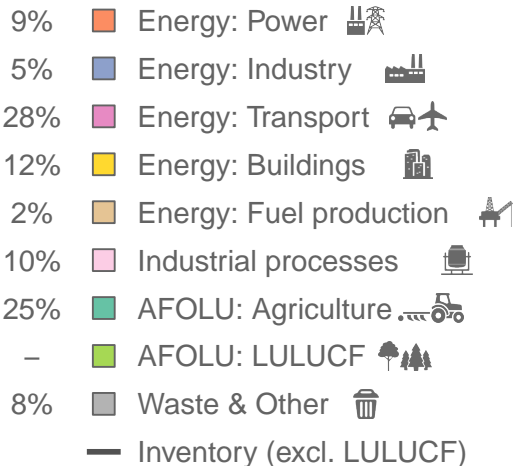 9% Energy: Power
5% Energy: Industry
28% Energy: Transport
12% Energy: Buildings
2% Energy: Fuel production
10% Industrial processes
25% AFOLU: Agriculture
– AFOLU: LULUCF
8% Waste & Other
Inventory (excl. LULUCF)